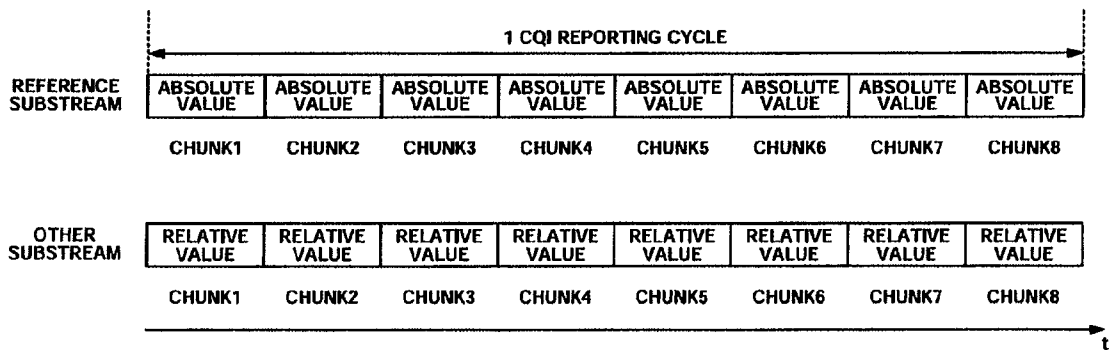 1 CQI REPORTING CYCLE
REFERENCE SUBSTREAM
ABSOLUTE VALUE ABSOLUTE VALUE ABSOLUTE VALUE ABSOLUTE VALUE ABSOLUTE VALUE ABSOLUTE VALUE ABSOLUTE VALUE ABSOLUTE VALUE
CHUNK1 CHUNK2 CHUNK3 CHUNK4 CHUNK5 CHUNK6 CHUNK7 CHUNK8
OTHER SUBSTREAM
RELATIVE VALUE RELATIVE VALUE RELATIVE VALUE RELATIVE VALUE RELATIVE VALUE RELATIVE VALUE RELATIVE VALUE RELATIVE VALUE
CHUNK1 CHUNK2 CHUNK3 CHUNK4 CHUNK5 CHUNK6 CHUNK7 CHUNK8
t